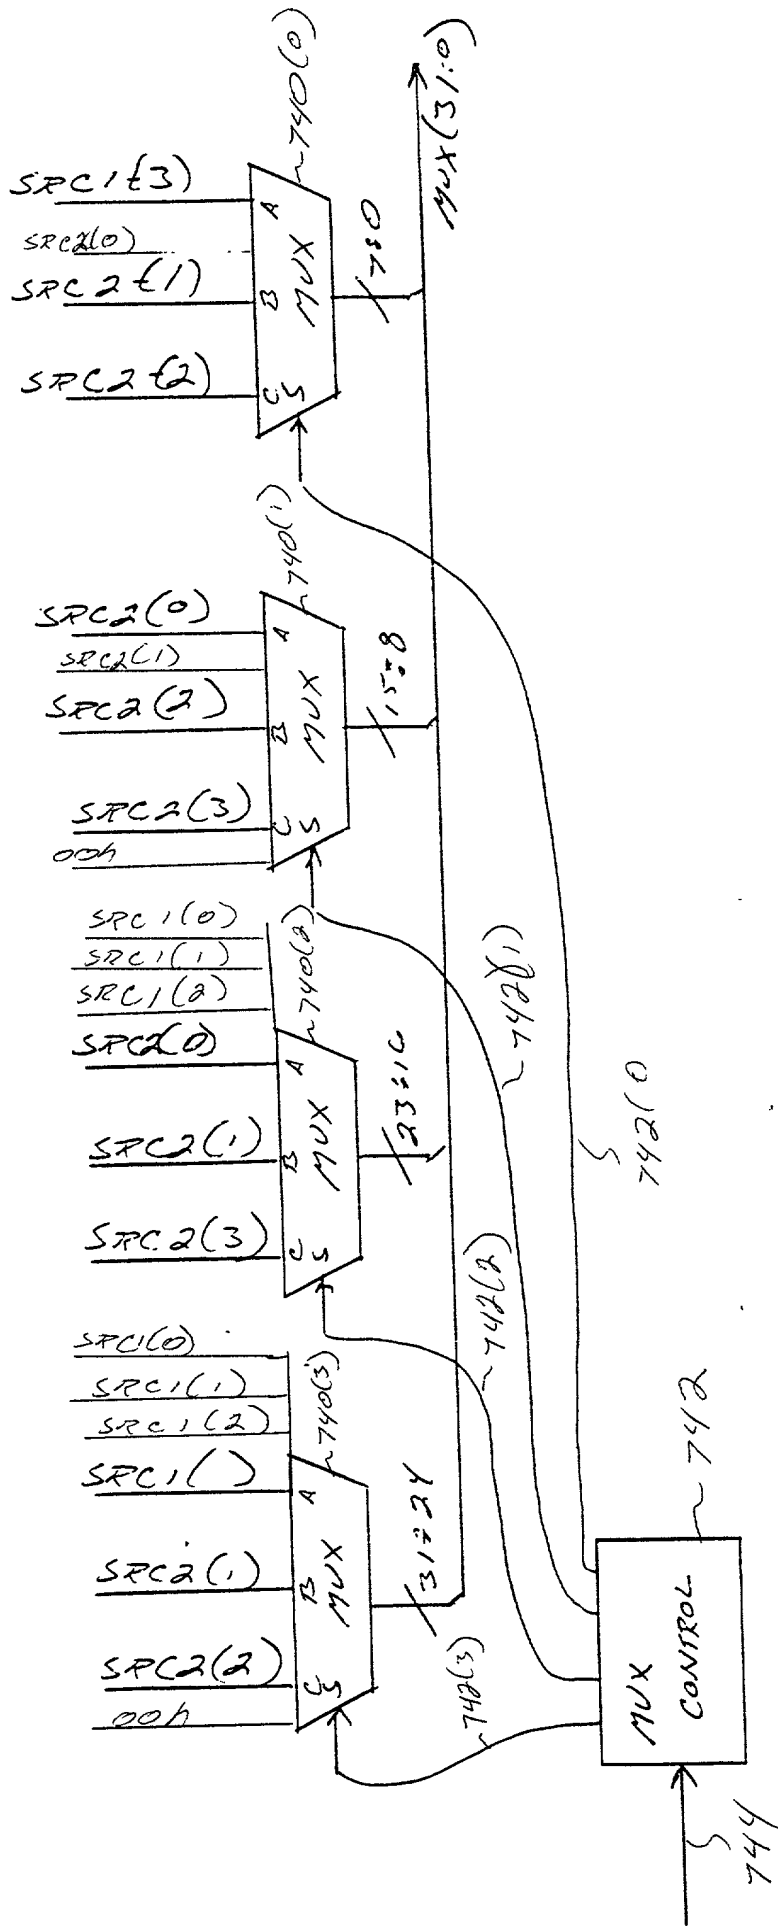 SRC1(3)
SRC2(0)
SRC2(1)
SRC2(2)
A
B
C
S
MUX
740(0)
7:0
MUX(31:0)
SRC2(0)
SRC2(1)
SRC2(2)
SRC2(3)
00h
A
B
C
S
MUX
740(1)
15:8
SRC1(0)
SRC1(1)
SRC1(2)
SRC2(0)
SRC2(1)
SRC2(3)
A
B
C
S
MUX
740(2)
23:16
SRC1(0)
SRC1(1)
SRC1(2)
SRC1( )
SRC2(1)
SRC2(2)
00h
A
B
C
S
MUX
740(3)
31:24
742(3)
742(2)
742(1)
742(0
MUX
CONTROL
742
744